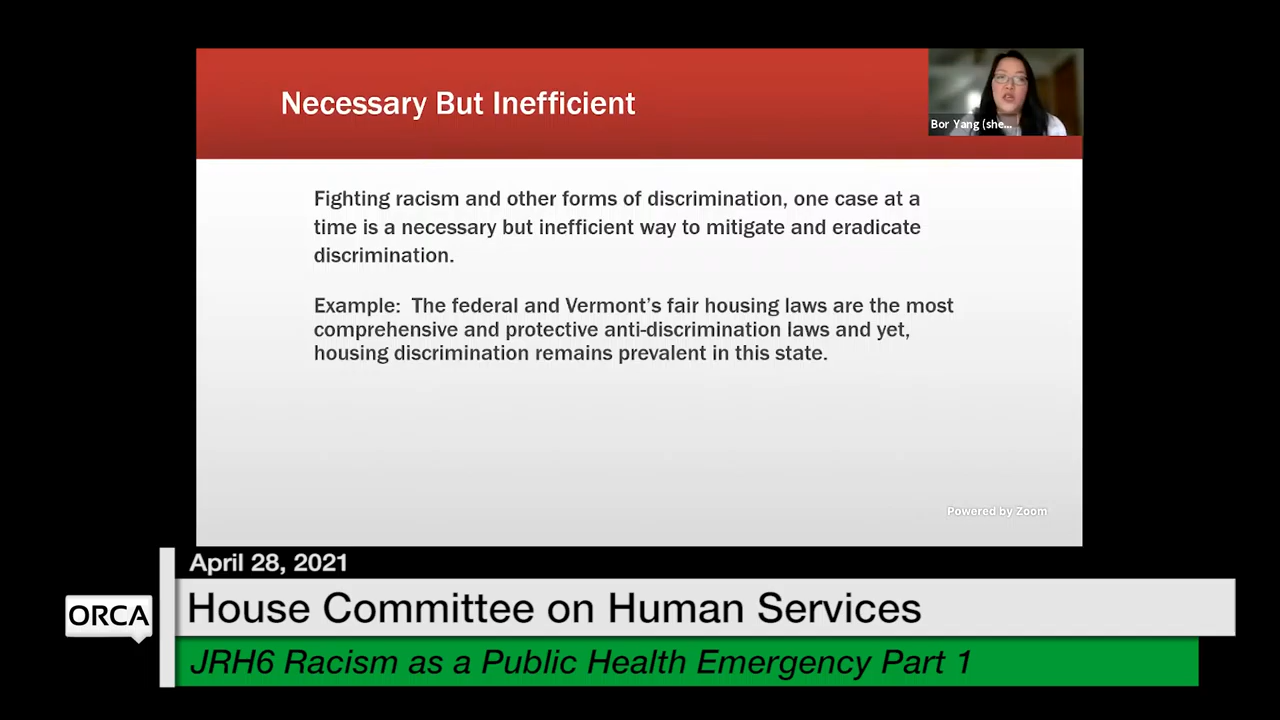 Necessary But Inefficient
Bor Yang (she...
Fighting racism and other forms of discrimination, one case at a
time is a necessary but inefficient way to mitigate and eradicate
discrimination.
Example:  The federal and Vermont's fair housing laws are the most
comprehensive and protective anti-discrimination laws and yet,
housing discrimination remains prevalent in this state.
Powered by Zoom
April 28, 2021
ORCA
House Committee on Human Services
JRH6 Racism as a Public Health Emergency Part 1